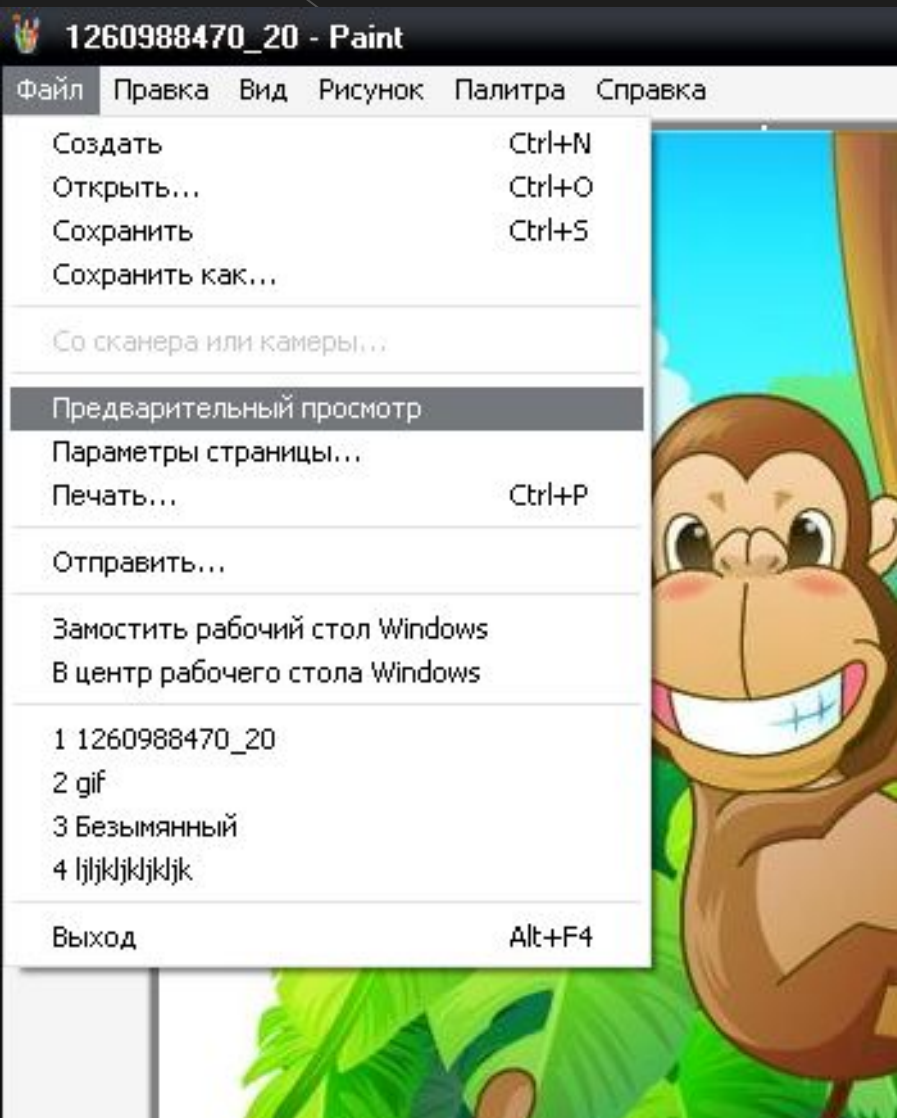 1260988470_20 - Paint
Файл Правка Вид Рисунок Палитра Справка
Создать Ctrl+N
Открыть... Ctrl+O
Сохранить Ctrl+S
Сохранить как...
Со сканера или камеры...
Предварительный просмотр
Параметры страницы...
Печать... Ctrl+P
Отправить...
Замостить рабочий стол Windows
В центр рабочего стола Windows
1 1260988470_20
2 gif
3 Безымянный
4 ljljkljkljkljk
Выход Alt+F4